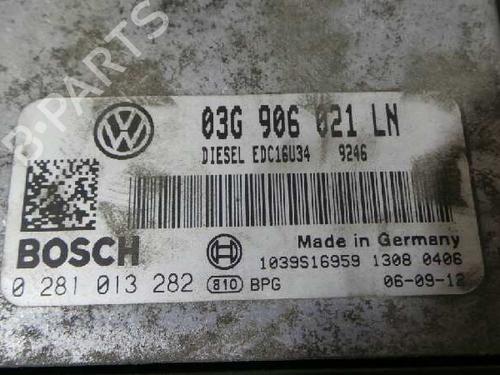 B-PARTS
03G 906 021 LN
DIESEL EDC16U34 9246
BOSCH
Made in Germany
1039S16959 1308 0406
0 281 013 282 810 BPG 06-09-12